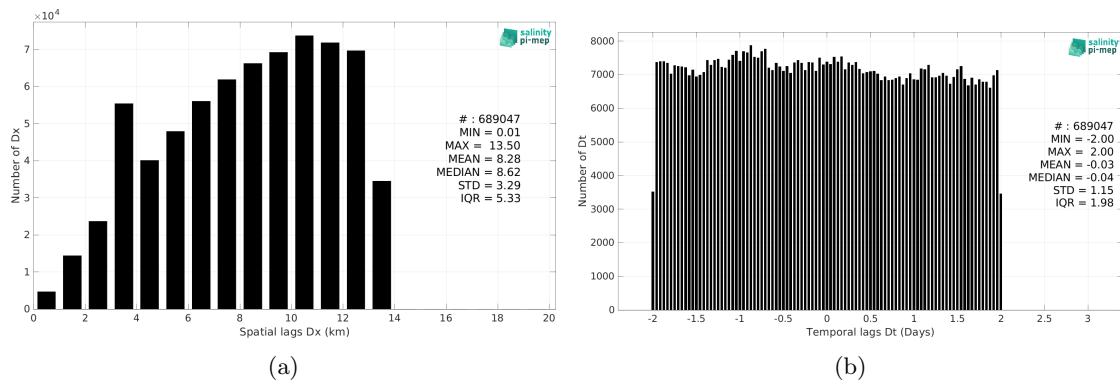 ×10⁴
7
6
5
4
3
2
1
0
Number of Dx
0 2 4 6 8 10 12 14 16 18 20
Spatial lags Dx (km)
salinity
pi-mep
# : 689047
MIN = 0.01
MAX = 13.50
MEAN = 8.28
MEDIAN = 8.62
STD = 3.29
IQR = 5.33
(a)
8000
7000
6000
5000
4000
3000
2000
1000
0
Number of Dt
-2 -1.5 -1 -0.5 0 0.5 1 1.5 2 2.5 3
Temporal lags Dt (Days)
salinity
pi-mep
# : 689047
MIN = -2.00
MAX = 2.00
MEAN = -0.03
MEDIAN = -0.04
STD = 1.15
IQR = 1.98
(b)